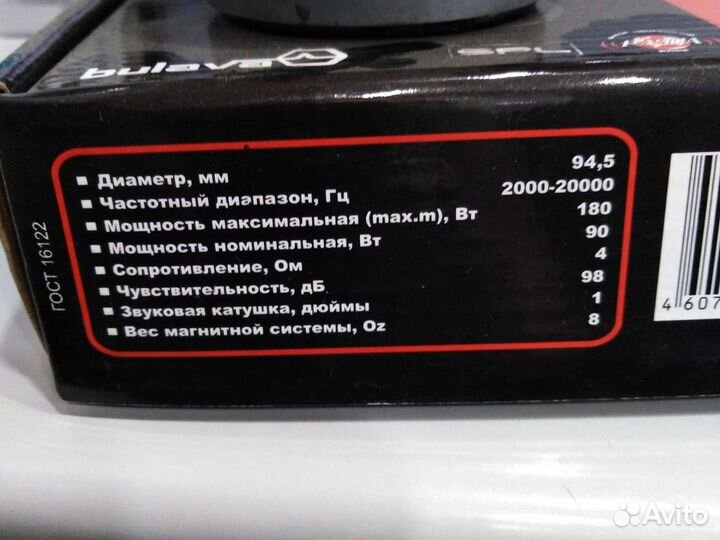 bulava
SPL
■ Диаметр, мм 94,5
■ Частотный диапазон, Гц 2000-20000
■ Мощность максимальная (max.m), Вт 180
■ Мощность номинальная, Вт 90
■ Сопротивление, Ом 4
■ Чувствительность, дБ 98
■ Звуковая катушка, дюймы 1
■ Вес магнитной системы, Oz 8
ГОСТ 16122
4 607
Avito